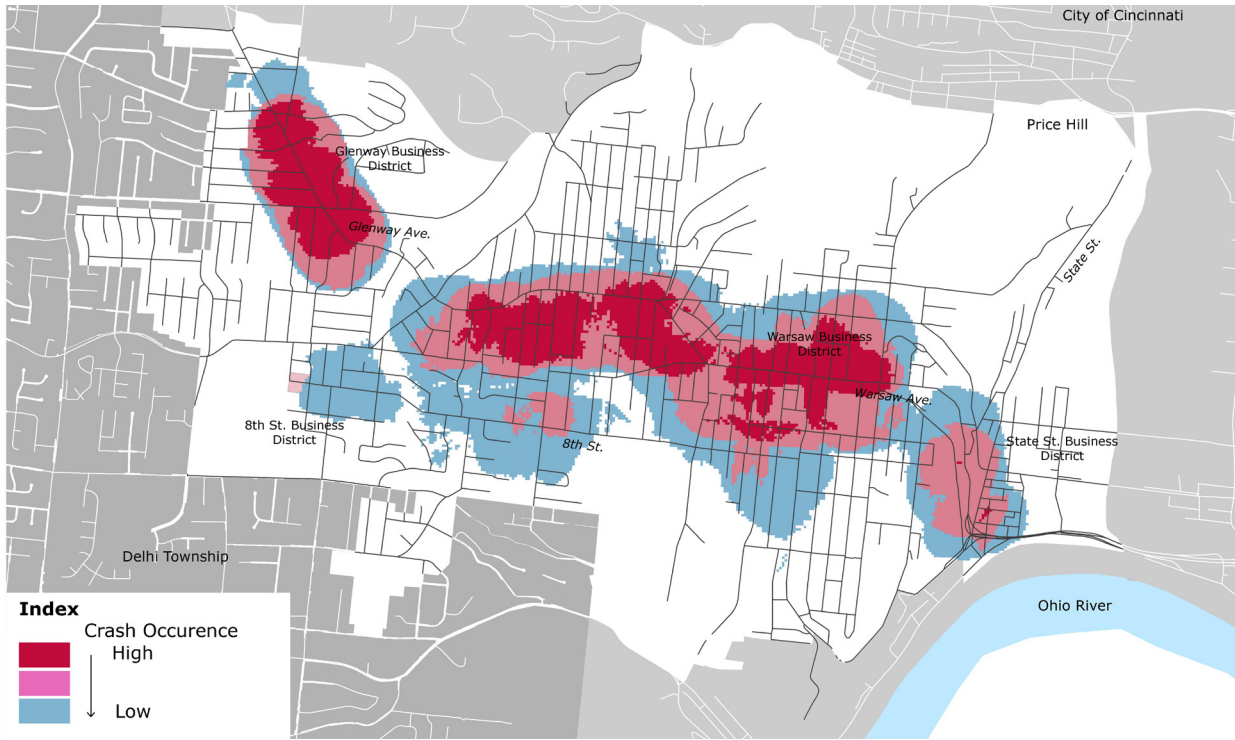 City of Cincinnati
Price Hill
Glenway Business
District
Glenway Ave.
State St.
Warsaw Business
District
Warsaw Ave.
8th St. Business
District
8th St.
State St. Business
District
Delhi Township
Ohio River
Index
Crash Occurence
High
Low